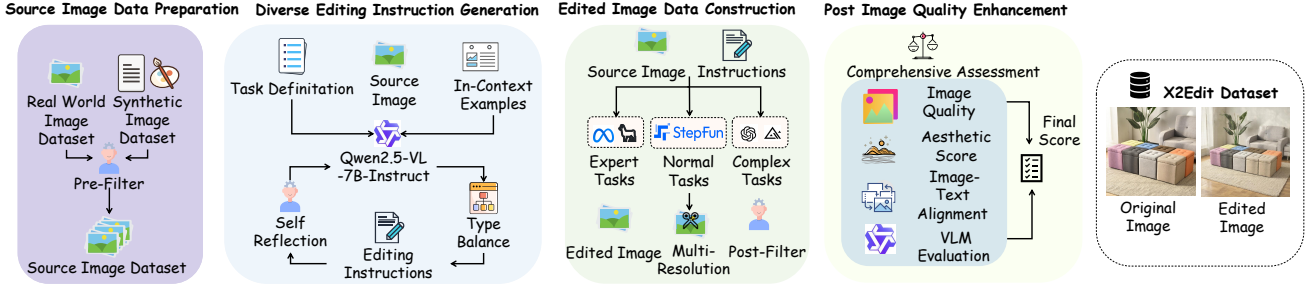 Source Image Data Preparation
Real World
Image
Dataset
Synthetic
Image
Dataset
Pre-Filter
Source Image Dataset
Diverse Editing Instruction Generation
Task Definitation
Source
Image
In-Context
Examples
Qwen2.5-VL
-7B-Instruct
Self
Reflection
Type
Balance
Editing
Instructions
Edited Image Data Construction
Source Image
Instructions
StepFun
Expert
Tasks
Normal
Tasks
Complex
Tasks
Edited Image
Multi-
Resolution
Post-Filter
Post Image Quality Enhancement
Comprehensive Assessment
Image
Quality
Aesthetic
Score
Image-
Text
Alignment
VLM
Evaluation
Final
Score
X2Edit Dataset
Original
Image
Edited
Image